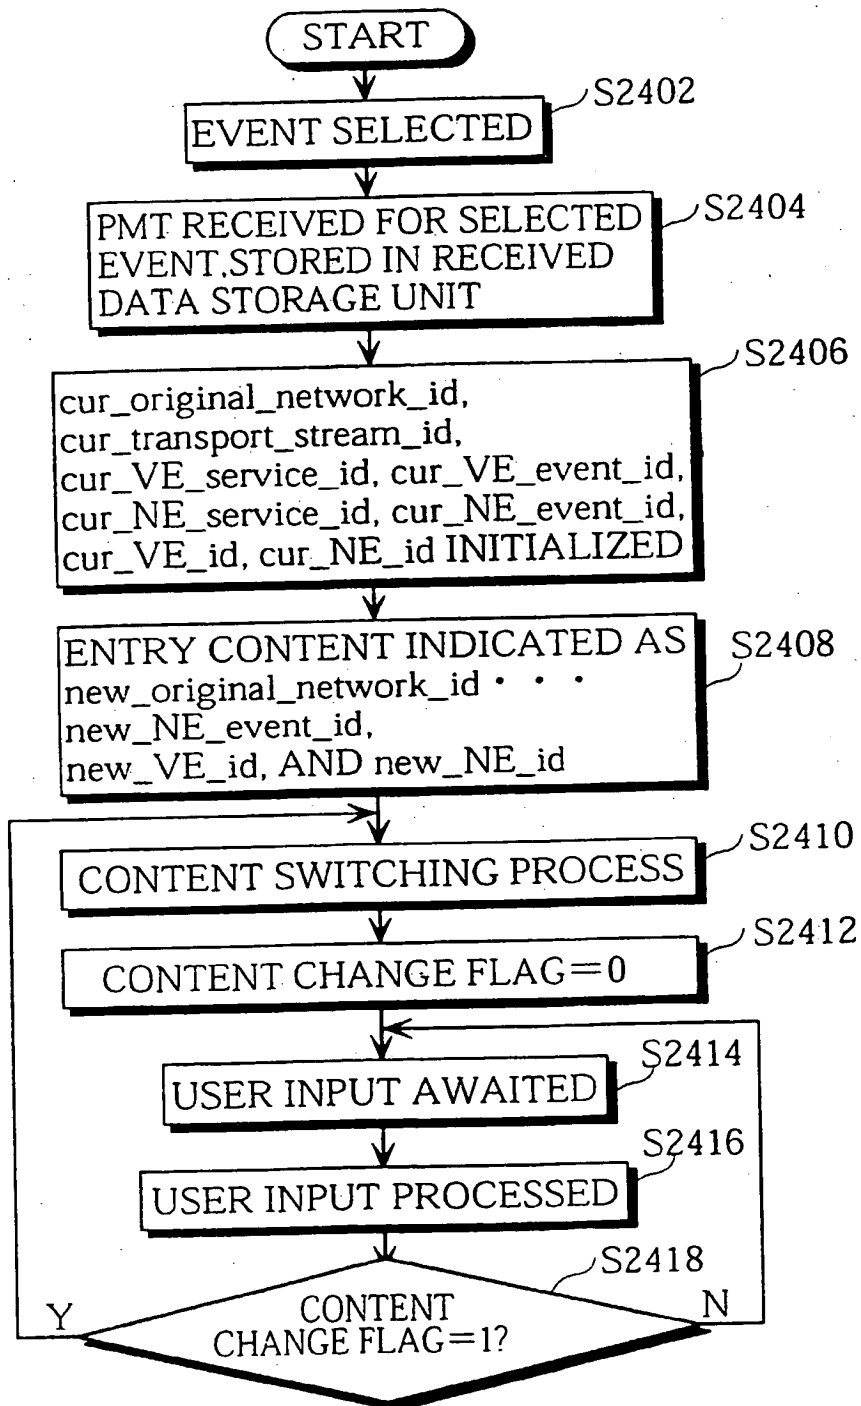 START
S2402
EVENT SELECTED
S2404
PMT RECEIVED FOR SELECTED
EVENT,STORED IN RECEIVED
DATA STORAGE UNIT
S2406
cur_original_network_id,
cur_transport_stream_id,
cur_VE_service_id, cur_VE_event_id,
cur_NE_service_id, cur_NE_event_id,
cur_VE_id, cur_NE_id INITIALIZED
S2408
ENTRY CONTENT INDICATED AS
new_original_network_id・・・
new_NE_event_id,
new_VE_id, AND new_NE_id
S2410
CONTENT SWITCHING PROCESS
S2412
CONTENT CHANGE FLAG=0
S2414
USER INPUT AWAITED
S2416
USER INPUT PROCESSED
S2418
Y
N
CONTENT
CHANGE FLAG=1?